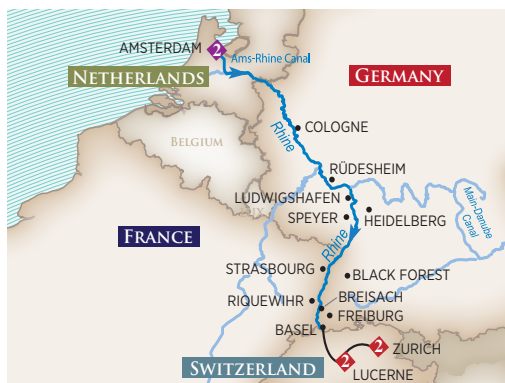 AMSTERDAM
2
Ams-Rhine Canal
NETHERLANDS
GERMANY
COLOGNE
Rhine
BELGIUM
RÜDESHEIM
LUDWIGSHAFEN
SPEYER
HEIDELBERG
Main-Danube
Canal
FRANCE
Rhine
STRASBOURG
BLACK FOREST
RIQUEWIHR
BREISACH
FREIBURG
BASEL
2
ZURICH
SWITZERLAND
2
LUCERNE